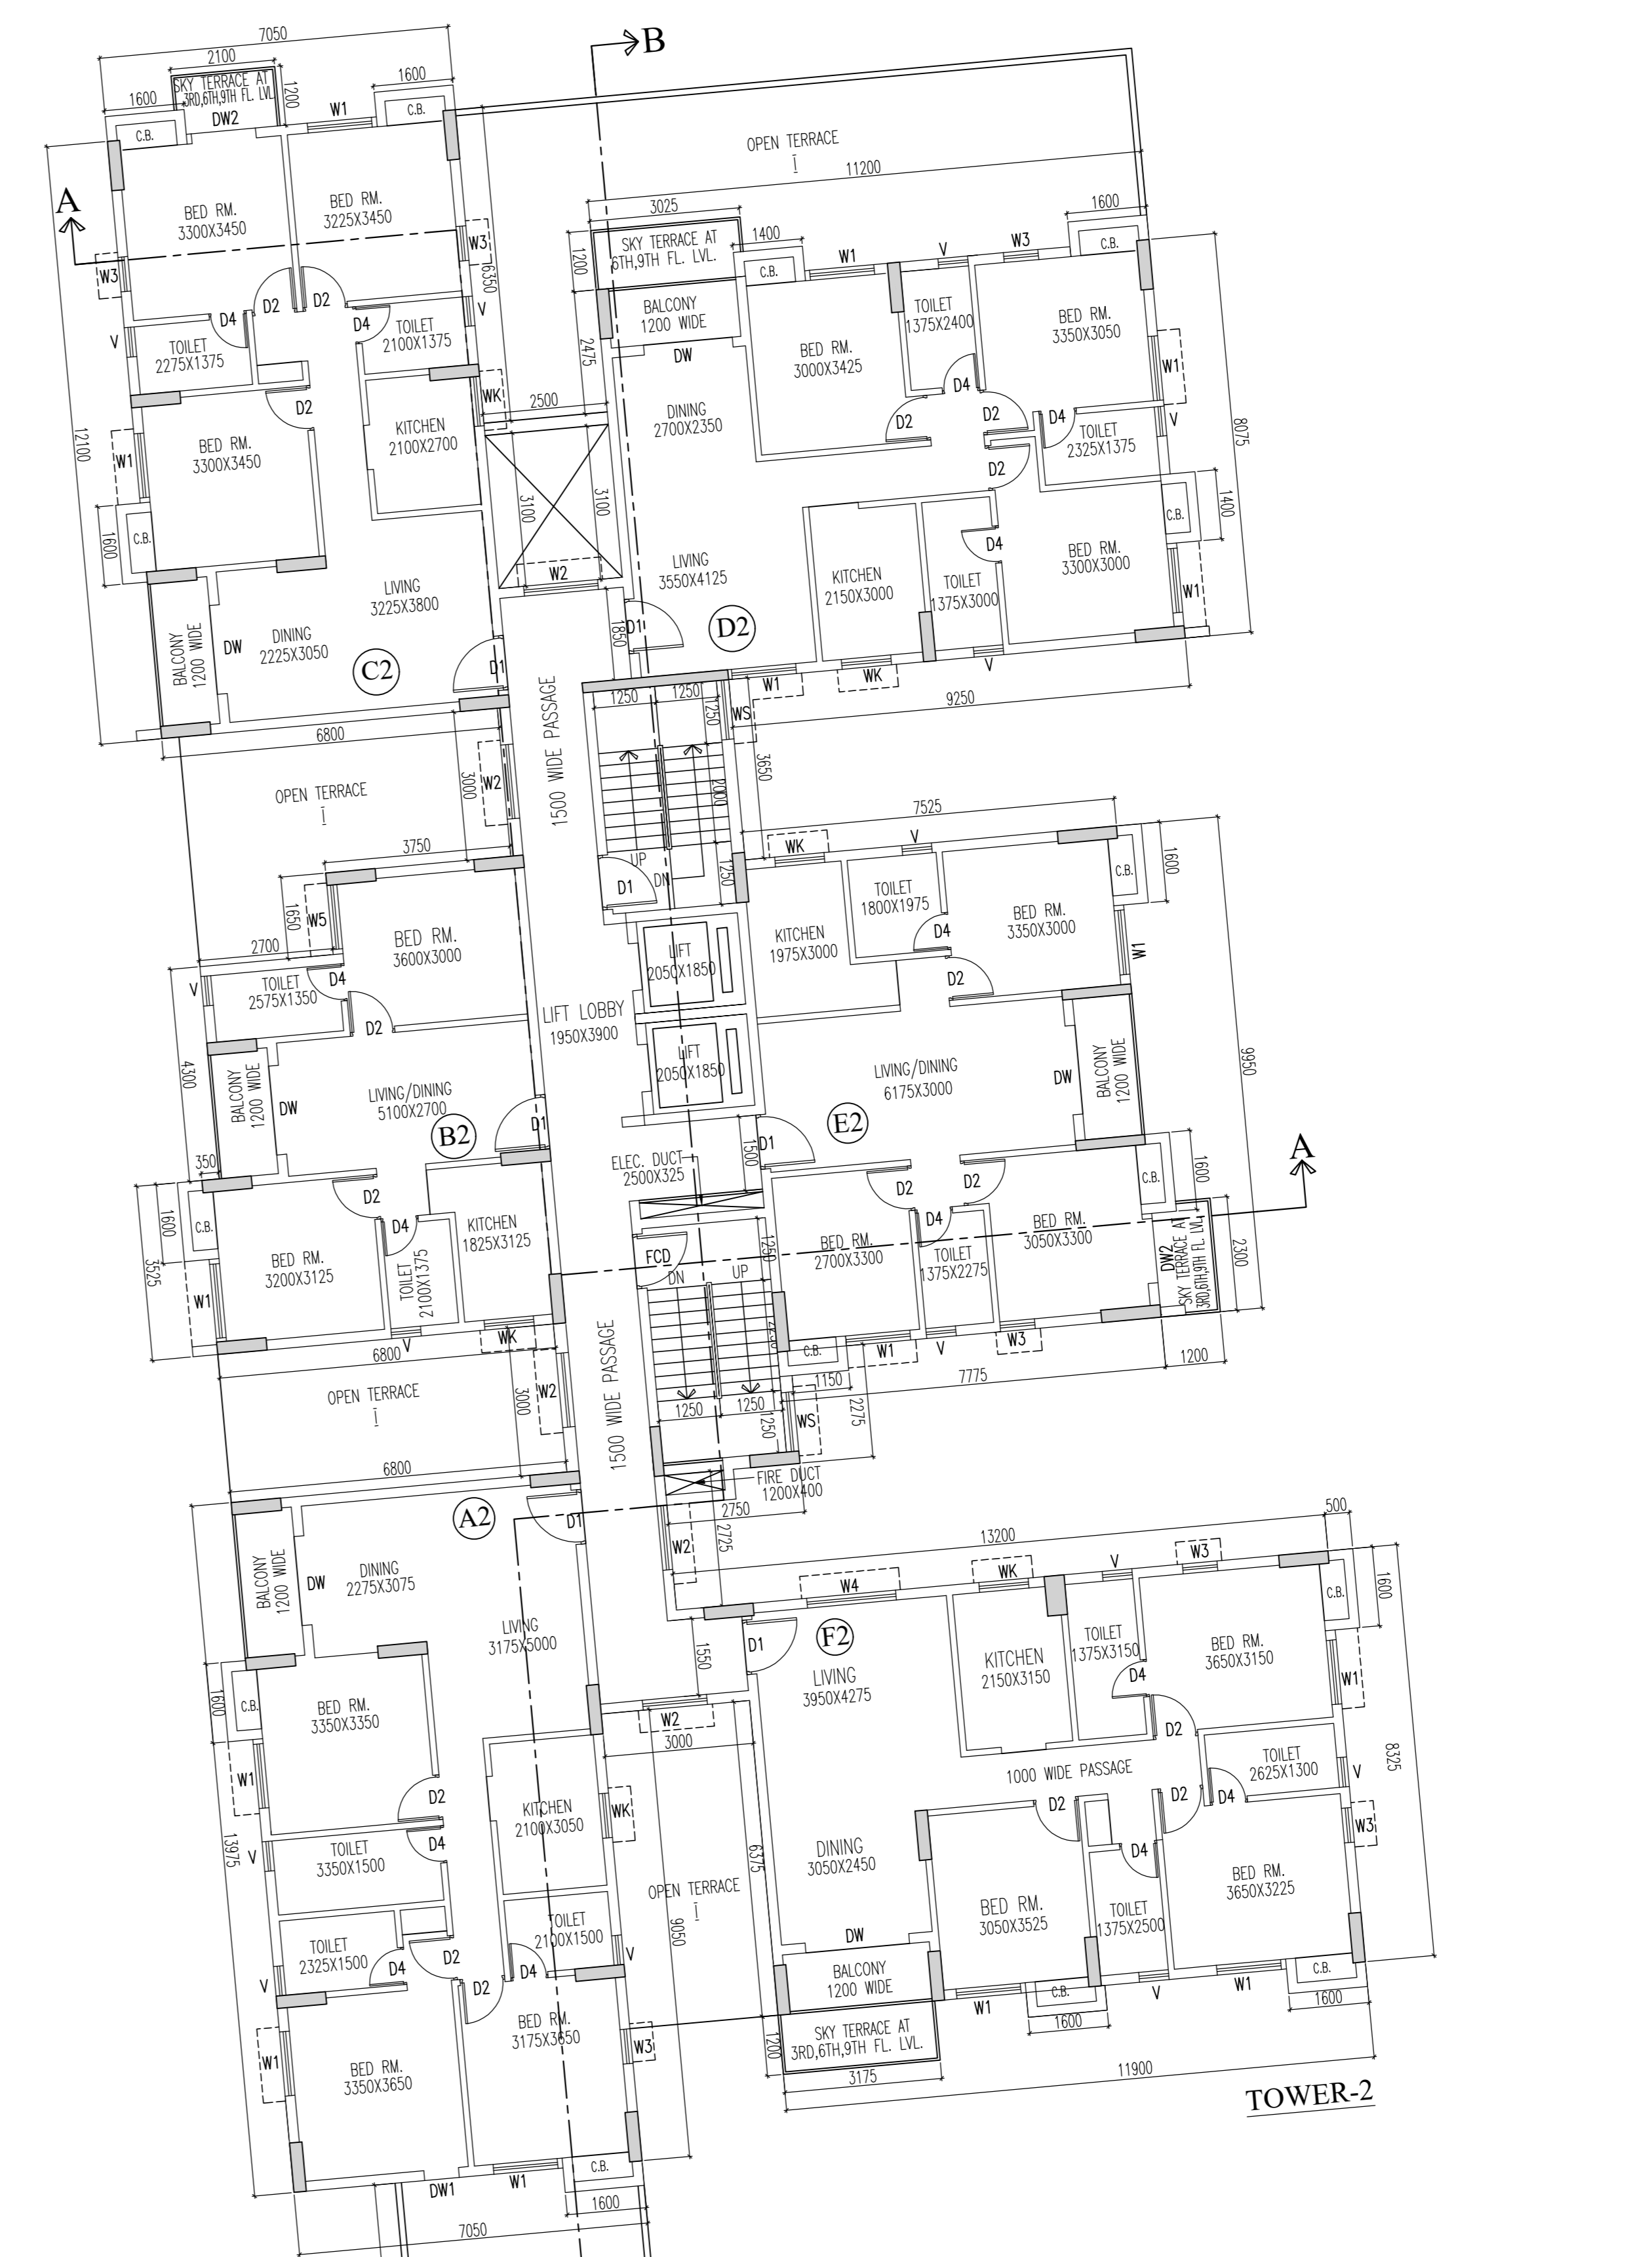 7050
2100
1600
SKY TERRACE AT
3RD,6TH,9TH FL. LVL
1200
DW2
W1
1600
C.B.
C.B.
B
A
A
BED RM.
3300X3450
BED RM.
3225X3450
W3
W3
6350
D2
D2
D4
D4
V
V
TOILET
2275X1375
TOILET
2100X1375
D2
WK
KITCHEN
2100X2700
BED RM.
3300X3450
W1
12100
1600
C.B.
LIVING
3225X3800
DINING
2225X3050
DW
BALCONY
1200 WIDE
C2
D1
6800
OPEN TERRACE
I
11200
3025
1600
SKY TERRACE AT
6TH,9TH FL. LVL.
1200
1400
C.B.
W1
V
W3
C.B.
BALCONY
1200 WIDE
DW
2475
2500
3100
3100
W2
1850
DINING
2700X2350
BED RM.
3000X3425
TOILET
1375X2400
BED RM.
3350X3050
D4
D2
D2
D4
D2
W1
V
TOILET
2325X1375
8075
1400
C.B.
LIVING
3550X4125
KITCHEN
2150X3000
TOILET
1375X3000
D4
BED RM.
3300X3000
W1
D1
D2
W1
WK
V
9250
1500 WIDE PASSAGE
1250
1250
1250
WS
3650
2000
1250
UP
DN
D1
OPEN TERRACE
I
3000
W2
3750
1650
W5
2700
BED RM.
3600X3000
TOILET
2575X1350
V
D4
D2
4300
LIFT LOBBY
1950X3900
LIFT
2050X1850
LIFT
2050X1850
BALCONY
1200 WIDE
DW
LIVING/DINING
5100X2700
B2
D1
350
1600
3525
C.B.
W1
D2
D4
BED RM.
3200X3125
TOILET
2100X1375
KITCHEN
1825X3125
V
WK
6800
7525
WK
V
C.B.
1600
KITCHEN
1975X3000
TOILET
1800X1975
D4
BED RM.
3350X3000
D2
W1
LIVING/DINING
6175X3000
DW
BALCONY
1200 WIDE
9950
E2
D1
1500
ELEC. DUCT
2500X325
D2
D2
D4
C.B.
1600
BED RM.
2700X3300
TOILET
1375X2275
BED RM.
3050X3300
DW2
SKY TERRACE AT
3RD,6TH,9TH FL. LVL
2300
A
FCD
DN
UP
1250
C.B.
W1
V
W3
1150
7775
1200
2275
WS
1250
1250
1250
1500 WIDE PASSAGE
OPEN TERRACE
I
3000
W2
6800
FIRE DUCT
1200X400
2750
2725
W2
A2
D1
BALCONY
1200 WIDE
DW
DINING
2275X3075
LIVING
3175X5000
1600
C.B.
BED RM.
3350X3350
W1
D2
D4
V
TOILET
3350X1500
KITCHEN
2100X3050
WK
13975
TOILET
2325X1500
D4
D2
D2
D4
TOILET
2100X1500
V
V
BED RM.
3175X3650
BED RM.
3350X3650
W1
W3
DW1
W1
C.B.
1600
7050
1550
W2
3000
OPEN TERRACE
I
9050
6375
13200
500
W4
WK
V
W3
C.B.
1600
D1
F2
LIVING
3950X4275
KITCHEN
2150X3150
TOILET
1375X3150
D4
BED RM.
3650X3150
W1
D2
1000 WIDE PASSAGE
TOILET
2625X1300
V
8325
D2
D2
D4
D4
W3
DINING
3050X2450
BED RM.
3050X3525
TOILET
1375X2500
BED RM.
3650X3225
DW
BALCONY
1200 WIDE
W1
C.B.
V
W1
C.B.
1600
1600
SKY TERRACE AT
3RD,6TH,9TH FL. LVL.
1200
3175
11900
TOWER-2